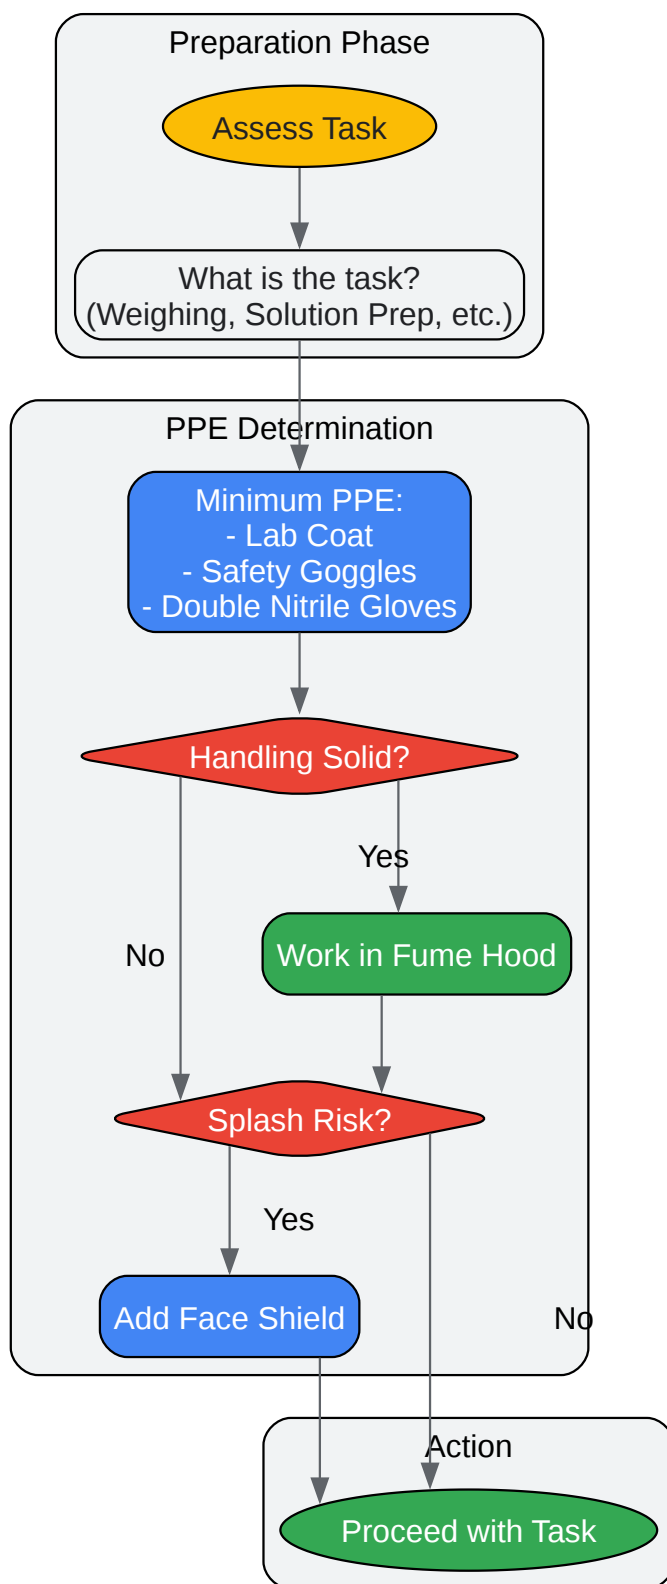 Preparation Phase
Assess Task
What is the task?
(Weighing, Solution Prep, etc.)
PPE Determination
Minimum PPE:
- Lab Coat
- Safety Goggles
- Double Nitrile Gloves
Handling Solid?
Yes
No
Work in Fume Hood
Splash Risk?
Yes
Add Face Shield
No
Action
Proceed with Task